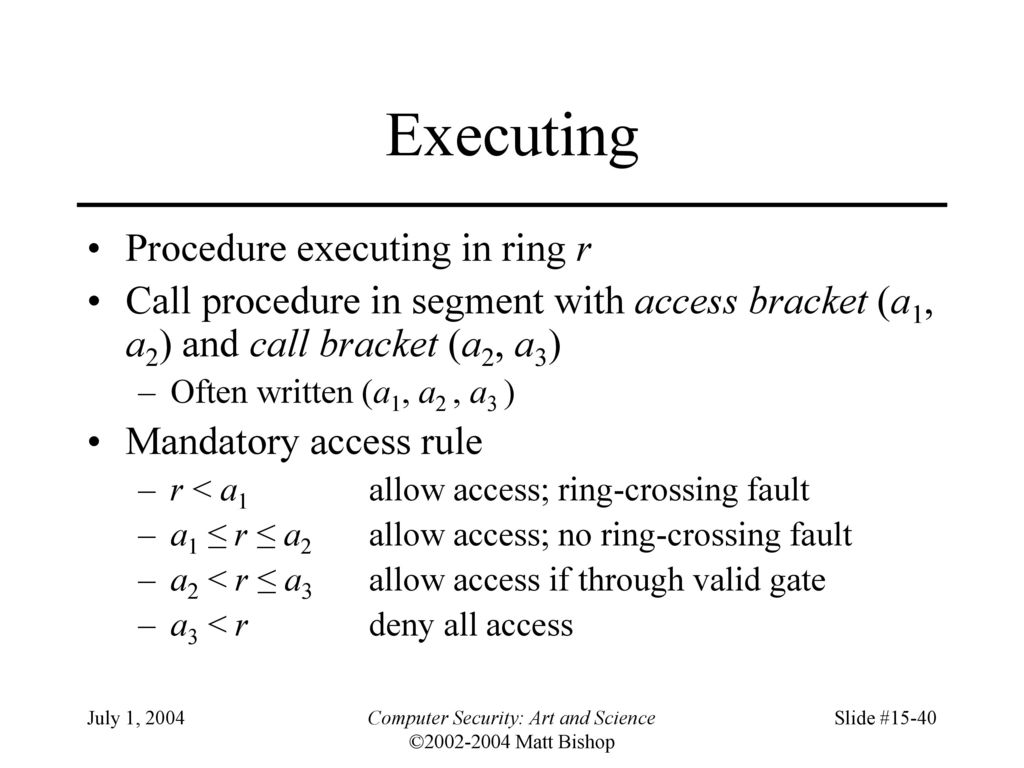 Executing
• Procedure executing in ring r
• Call procedure in segment with access bracket (a₁,
a₂) and call bracket (a₂, a₃)
– Often written (a₁, a₂ , a₃ )
• Mandatory access rule
– r < a₁ allow access; ring-crossing fault
– a₁ ≤ r ≤ a₂ allow access; no ring-crossing fault
– a₂ < r ≤ a₃ allow access if through valid gate
– a₃ < r deny all access
July 1, 2004 Computer Security: Art and Science Slide #15-40
©2002-2004 Matt Bishop